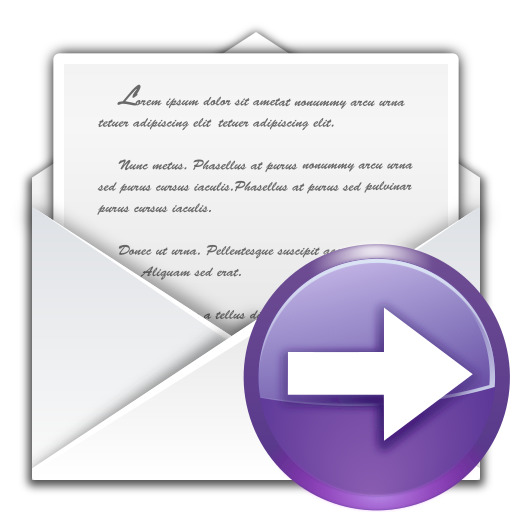 Lorem ipsum dolor sit ametat nonummy arcu urna
tetuer adipiscing elit tetuer adipiscing elit.
Nunc metus. Phasellus at purus nonummy arcu urna
sed purus cursus iaculis.Phasellus at purus sed pulvinar
purus cursus iaculis.
Donec ut urna. Pellentesque suscipit
Aliquam sed erat.
a tellus